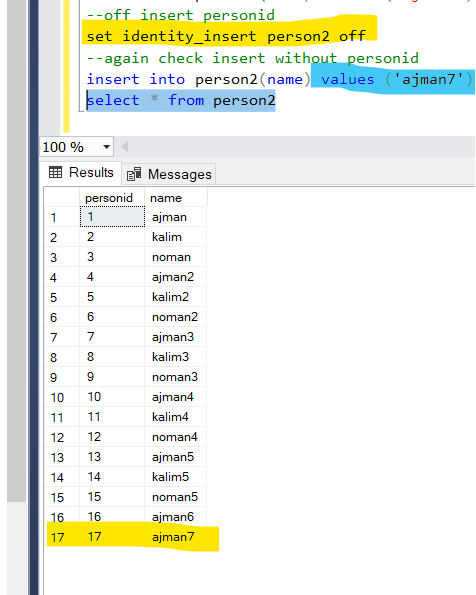 --off insert personid
set identity_insert person2 off
--again check insert without personid
insert into person2(name) values ('ajman7')
select * from person2
100 %
Results Messages
personid name
1 1 ajman
2 2 kalim
3 3 noman
4 4 ajman2
5 5 kalim2
6 6 noman2
7 7 ajman3
8 8 kalim3
9 9 noman3
10 10 ajman4
11 11 kalim4
12 12 noman4
13 13 ajman5
14 14 kalim5
15 15 noman5
16 16 ajman6
17 17 ajman7